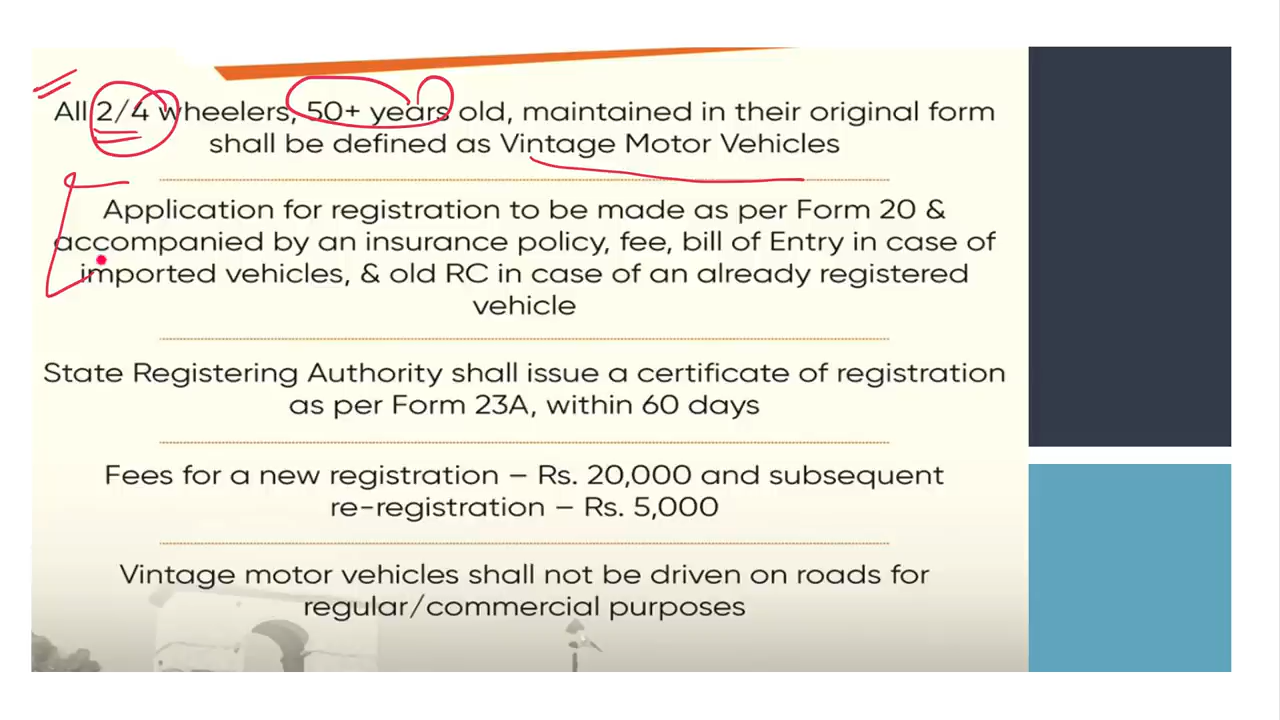 All 2/4 wheelers, 50+ years old, maintained in their original form
shall be defined as Vintage Motor Vehicles
Application for registration to be made as per Form 20 &
accompanied by an insurance policy, fee, bill of Entry in case of
imported vehicles, & old RC in case of an already registered
vehicle
State Registering Authority shall issue a certificate of registration
as per Form 23A, within 60 days
Fees for a new registration – Rs. 20,000 and subsequent
re-registration – Rs. 5,000
Vintage motor vehicles shall not be driven on roads for
regular/commercial purposes